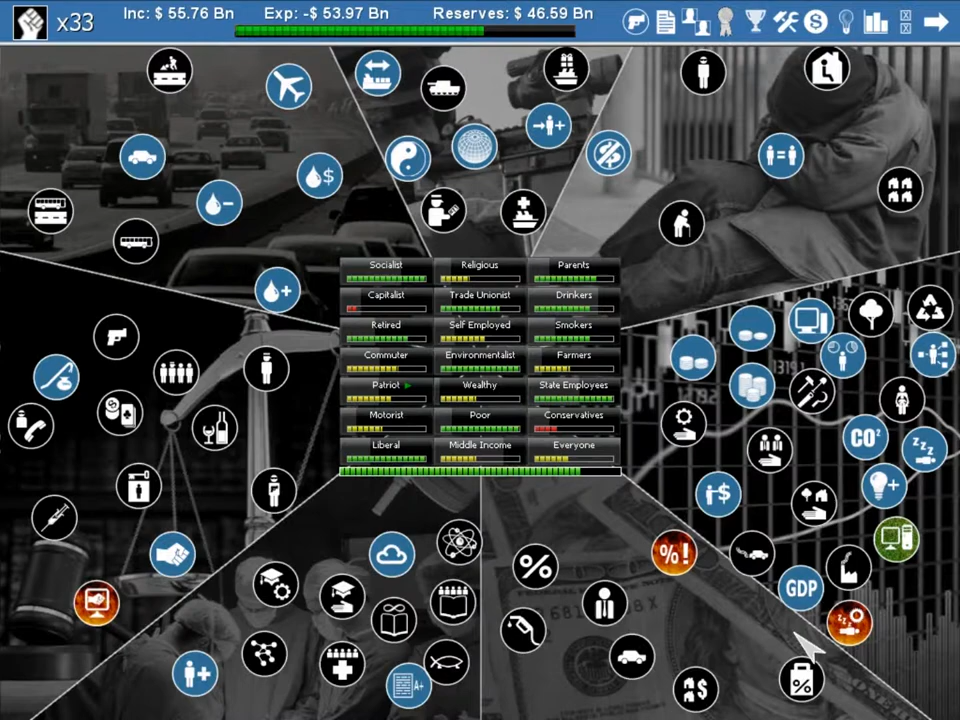 x33
Inc: $ 55.76 Bn
Exp: -$ 53.97 Bn
Reserves: $ 46.59 Bn
Socialist
Religious
Parents
Capitalist
Trade Unionist
Drinkers
Retired
Self Employed
Smokers
Commuter
Environmentalist
Farmers
Patriot
Wealthy
State Employees
Motorist
Poor
Conservatives
Liberal
Middle Income
Everyone
$
$
CO²
zzz
$
A+
%
%!
GDP
zzz
$
%